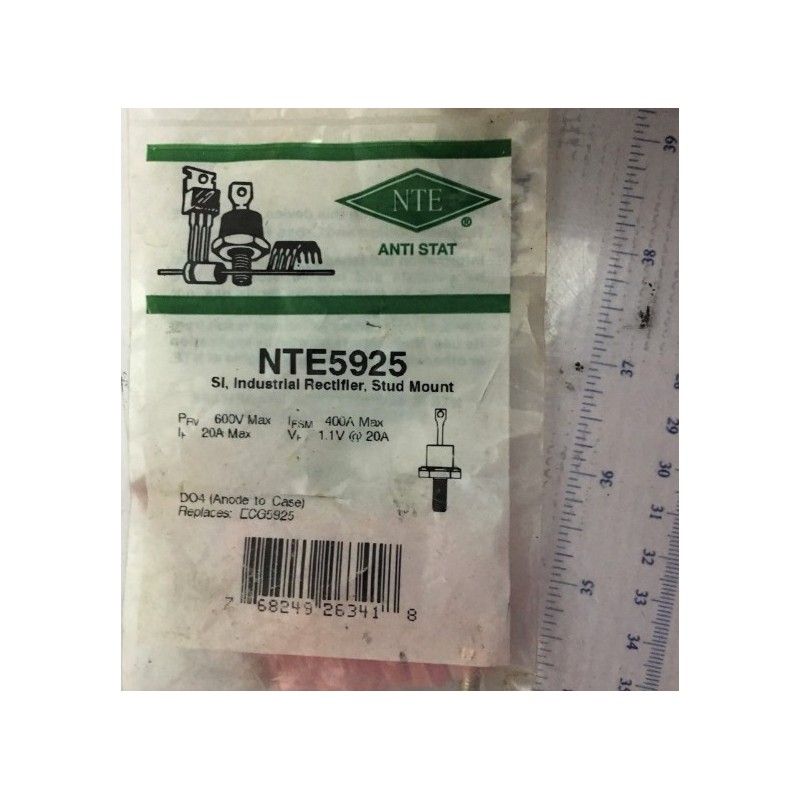 NTE
®
ANTI STAT
NTE5925
SI, Industrial Rectifier, Stud Mount
PRV 600V Max IFSM 400A Max
IF 20A Max VF 1.1V @ 20A
DO4 (Anode to Case)
Replaces: ECG5925
7 68249 26341 8
39
38
37
36
35
29
30
31
32
33
34
35